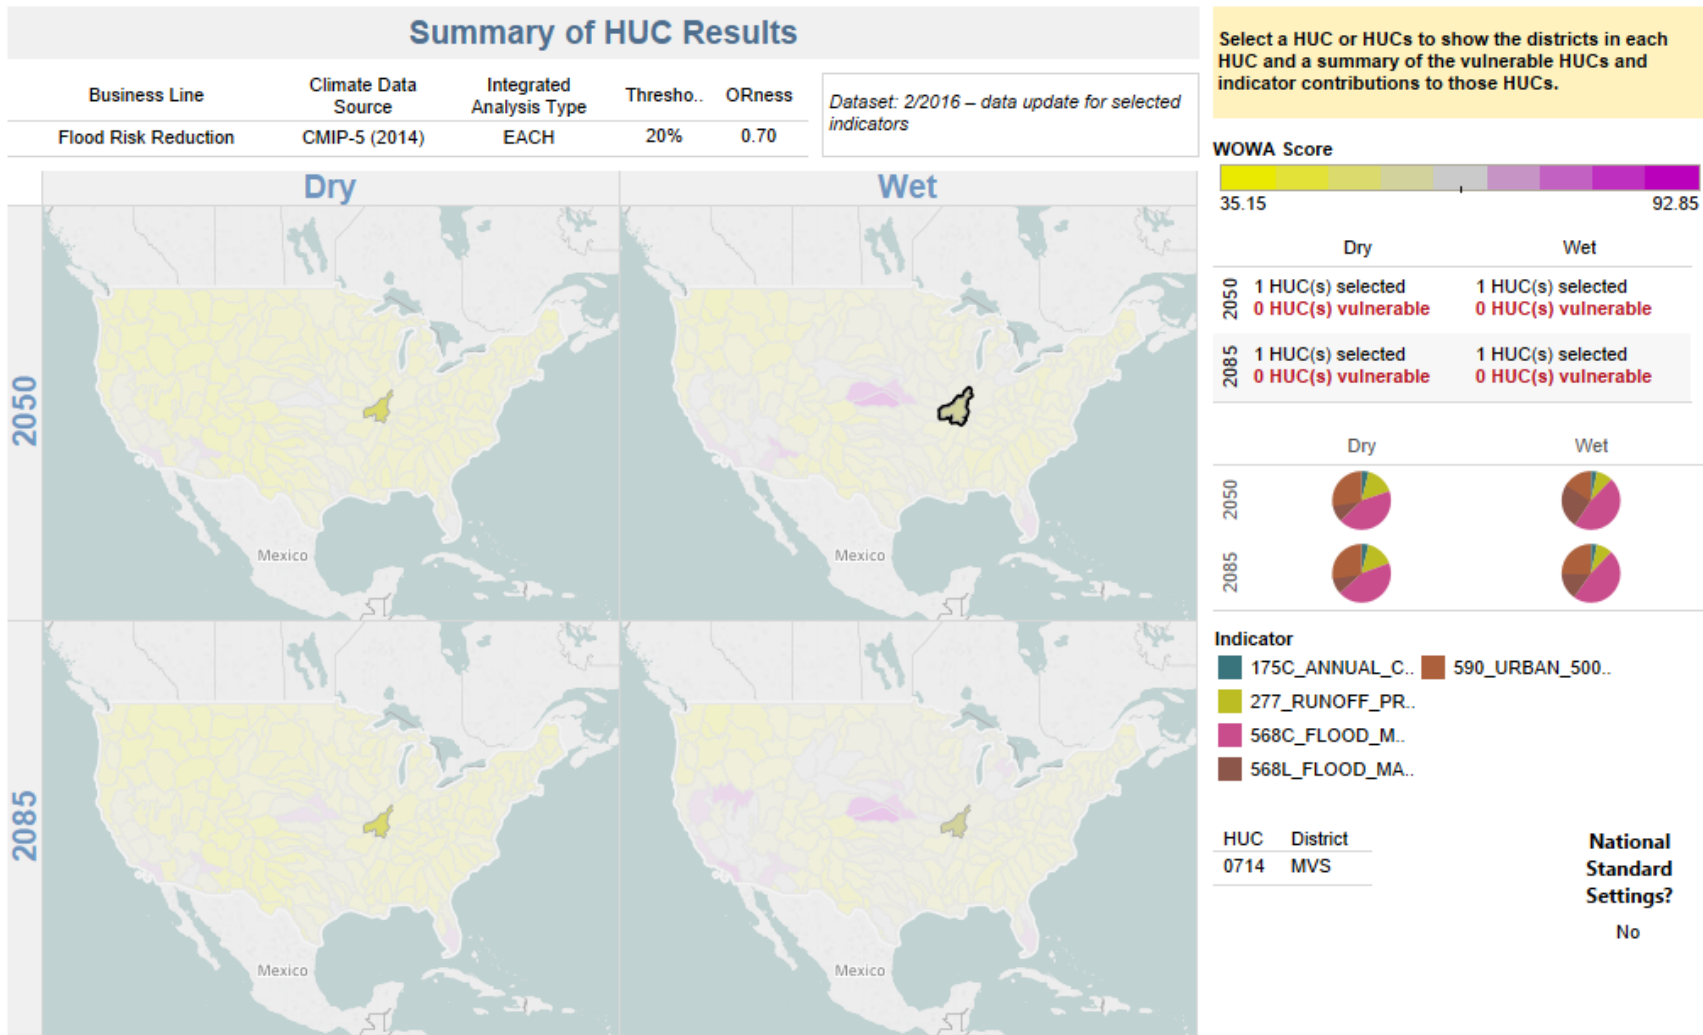 Summary of HUC Results
Business Line
Climate Data
Source
Integrated
Analysis Type
Thresho..
ORness
Flood Risk Reduction
CMIP-5 (2014)
EACH
20%
0.70
Dataset: 2/2016 – data update for selected
indicators
Dry
Wet
2050
Mexico
Mexico
2085
Mexico
Mexico
Select a HUC or HUCs to show the districts in each
HUC and a summary of the vulnerable HUCs and
indicator contributions to those HUCs.
WOWA Score
35.15
92.85
Dry
Wet
2050
1 HUC(s) selected
0 HUC(s) vulnerable
1 HUC(s) selected
0 HUC(s) vulnerable
2085
1 HUC(s) selected
0 HUC(s) vulnerable
1 HUC(s) selected
0 HUC(s) vulnerable
Dry
Wet
2050
2085
Indicator
175C_ANNUAL_C..
590_URBAN_500..
277_RUNOFF_PR..
568C_FLOOD_M..
568L_FLOOD_MA..
HUC
District
0714
MVS
National
Standard
Settings?
No